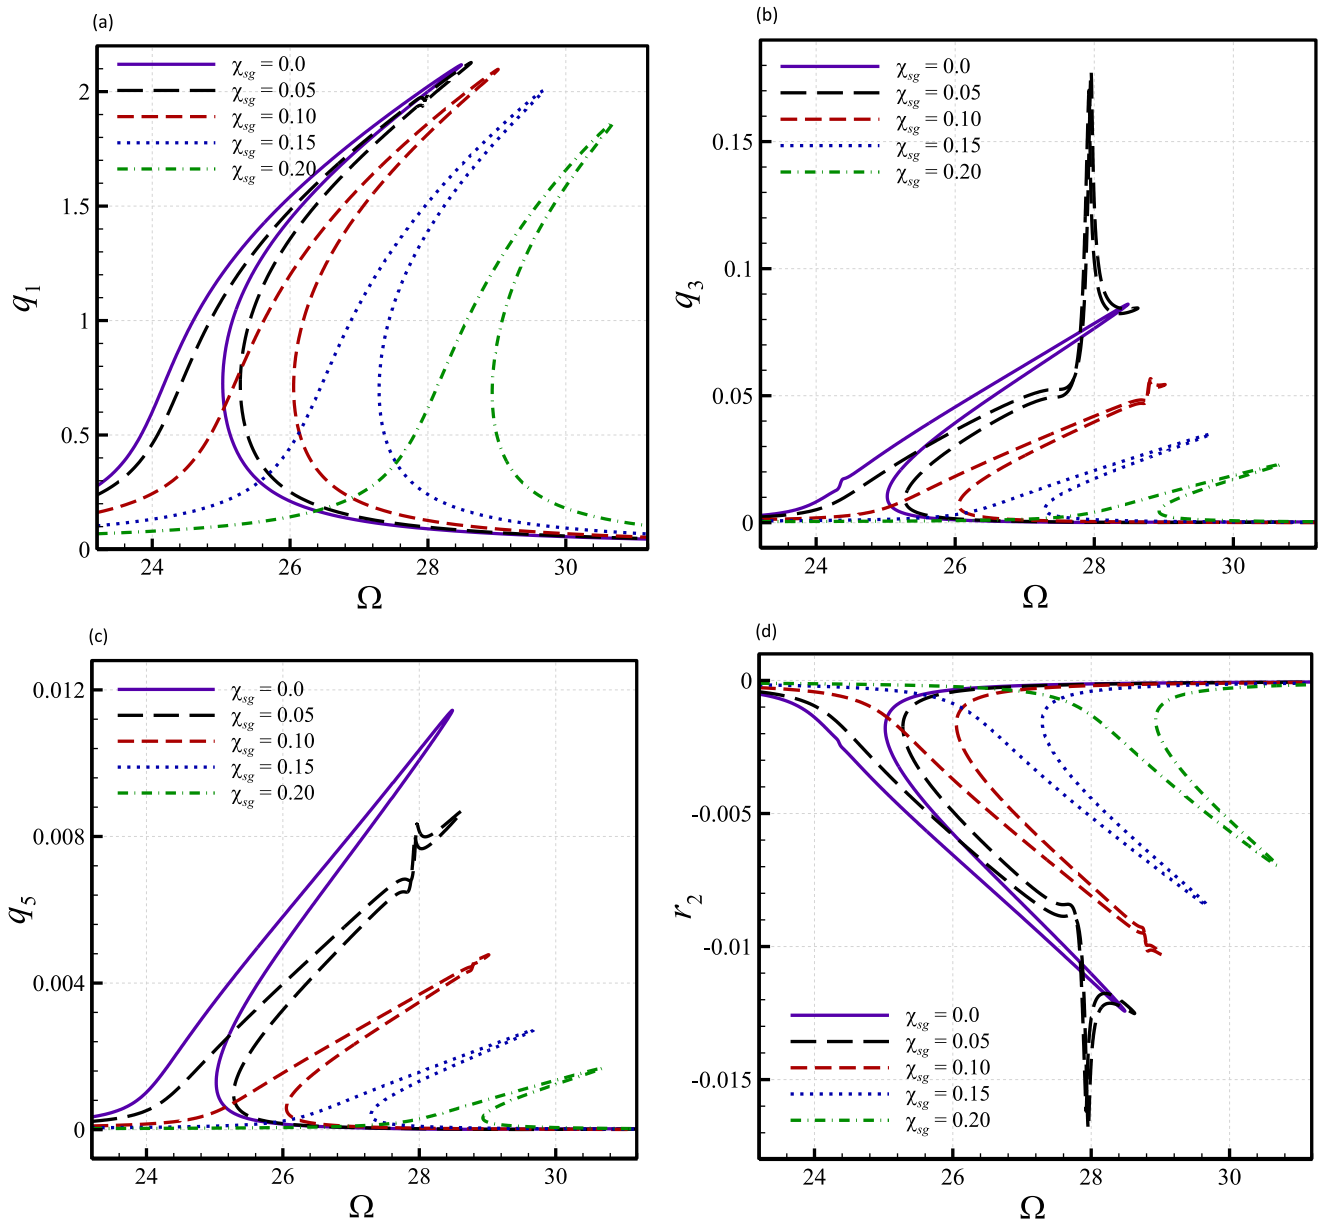 (a)
χsg = 0.0
χsg = 0.05
χsg = 0.10
χsg = 0.15
χsg = 0.20
2
1.5
1
0.5
0
q1
24
26
28
30
Ω
(b)
χsg = 0.0
χsg = 0.05
χsg = 0.10
χsg = 0.15
χsg = 0.20
0.15
0.1
0.05
0
q3
24
26
28
30
Ω
(c)
χsg = 0.0
χsg = 0.05
χsg = 0.10
χsg = 0.15
χsg = 0.20
0.012
0.008
0.004
0
q5
24
26
28
30
Ω
(d)
0
-0.005
-0.01
-0.015
r2
χsg = 0.0
χsg = 0.05
χsg = 0.10
χsg = 0.15
χsg = 0.20
24
26
28
30
Ω